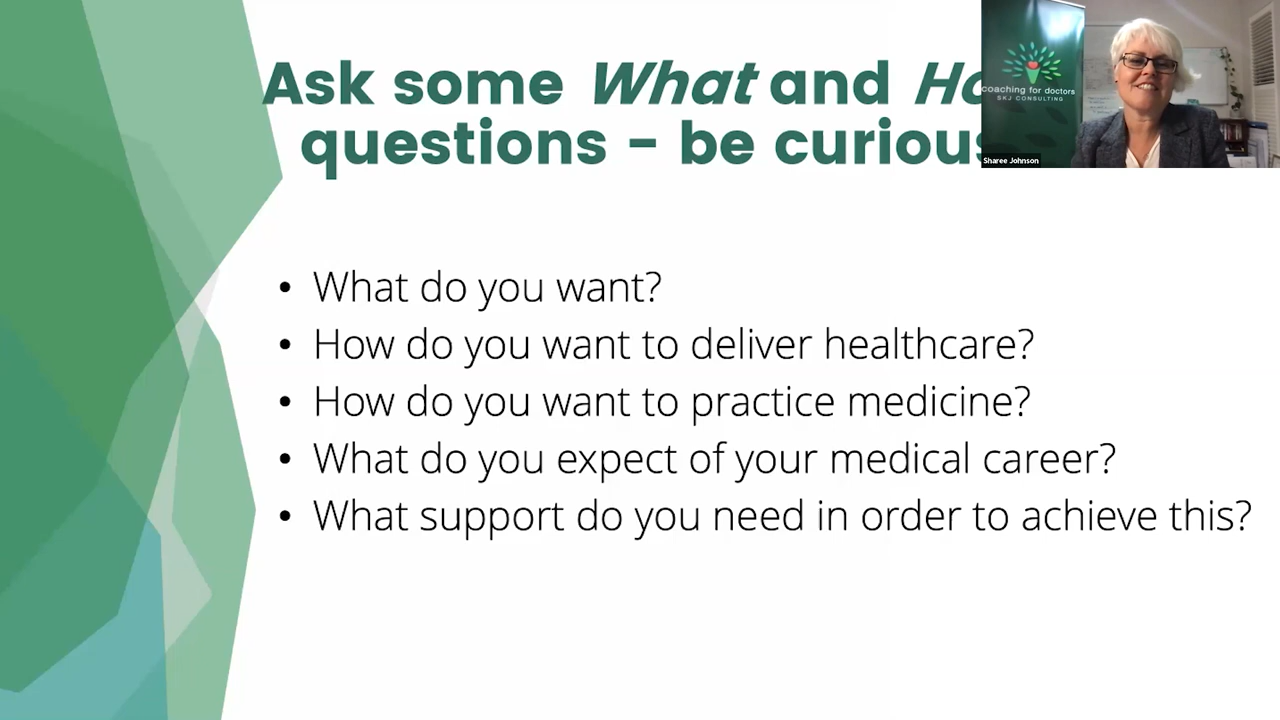 Ask some What and
questions - be curious
• What do you want?
• How do you want to deliver healthcare?
• How do you want to practice medicine?
• What do you expect of your medical career?
• What support do you need in order to achieve this?
coaching for doctors
SKJ CONSULTING
Sharee Johnson